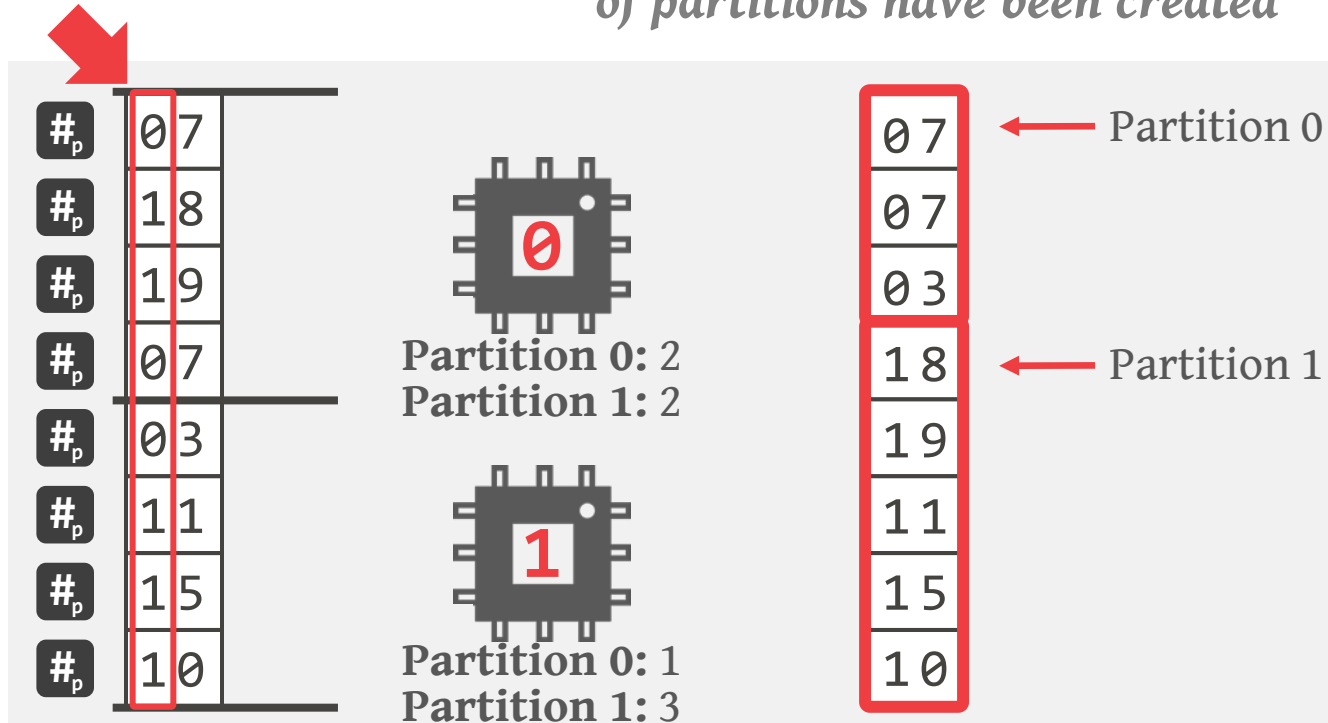 of partitions have been created
#p 07
#p 18
#p 19
#p 07
#p 03
#p 11
#p 15
#p 10
0
Partition 0: 2
Partition 1: 2
1
Partition 0: 1
Partition 1: 3
07
07
03
18
19
11
15
10
Partition 0
Partition 1